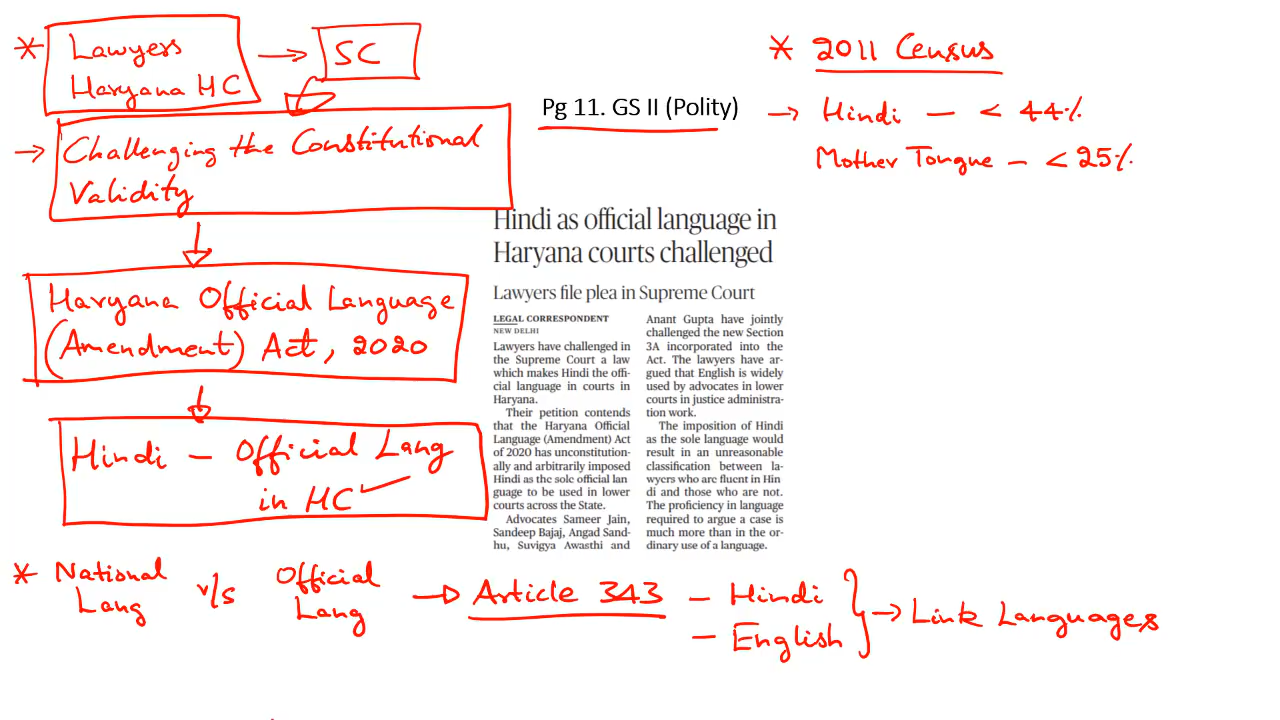 * Lawyers
Haryana HC → SC
→ Challenging the Constitutional
Validity
Haryana Official Language
(Amendment) Act, 2020
Hindi - Official Lang
in HC ✓
Pg 11. GS II (Polity)
* 2011 Census
→ Hindi - < 44%
Mother Tongue - < 25%
Hindi as official language in
Haryana courts challenged
Lawyers file plea in Supreme Court
LEGAL CORRESPONDENT
NEW DELHI
Lawyers have challenged in
the Supreme Court a law
which makes Hindi the offi-
cial language in courts in
Haryana.
Their petition contends
that the Haryana Official
Language (Amendment) Act
of 2020 has unconstitution-
ally and arbitrarily imposed
Hindi as the sole official lan
guage to be used in lower
courts across the State.
Advocates Sameer Jain,
Sandeep Bajaj, Angad Sand-
hu, Suvigya Awasthi and
Anant Gupta have jointly
challenged the new Section
3A incorporated into the
Act. The lawyers have ar-
gued that English is widely
used by advocates in lower
courts in justice administra-
tion work.
The imposition of Hindi
as the sole language would
result in an unreasonable
classification between la-
wyers who are fluent in Hin
di and those who are not.
The proficiency in language
required to argue a case is
much more than in the or-
dinary use of a language.
* National Lang v/s Official Lang → Article 343 - Hindi
- English → Link Languages